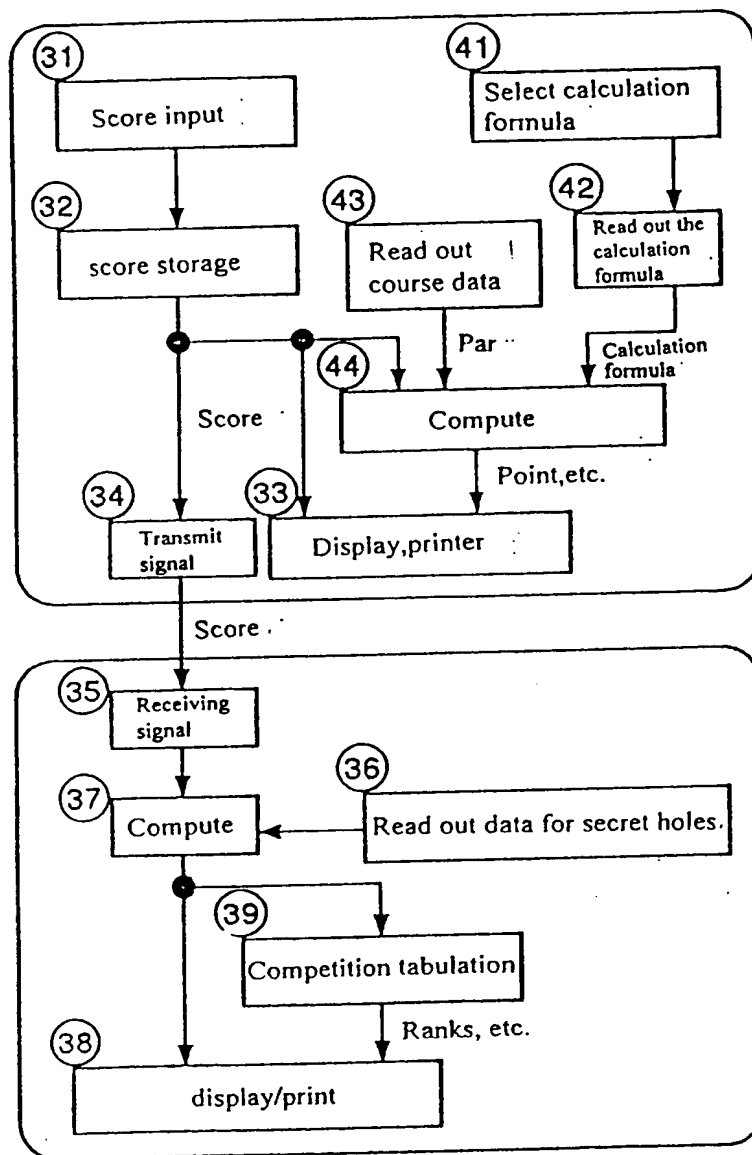 31
Score input
41
Select calculation
formula
32
score storage
43
Read out
course data
42
Read out the
calculation
formula
Par
Calculation
formula
44
Compute
Score
Point,etc.
34
Transmit
signal
33
Display,printer
Score
35
Receiving
signal
37
Compute
36
Read out data for secret holes.
39
Competition tabulation
Ranks, etc.
38
display/print